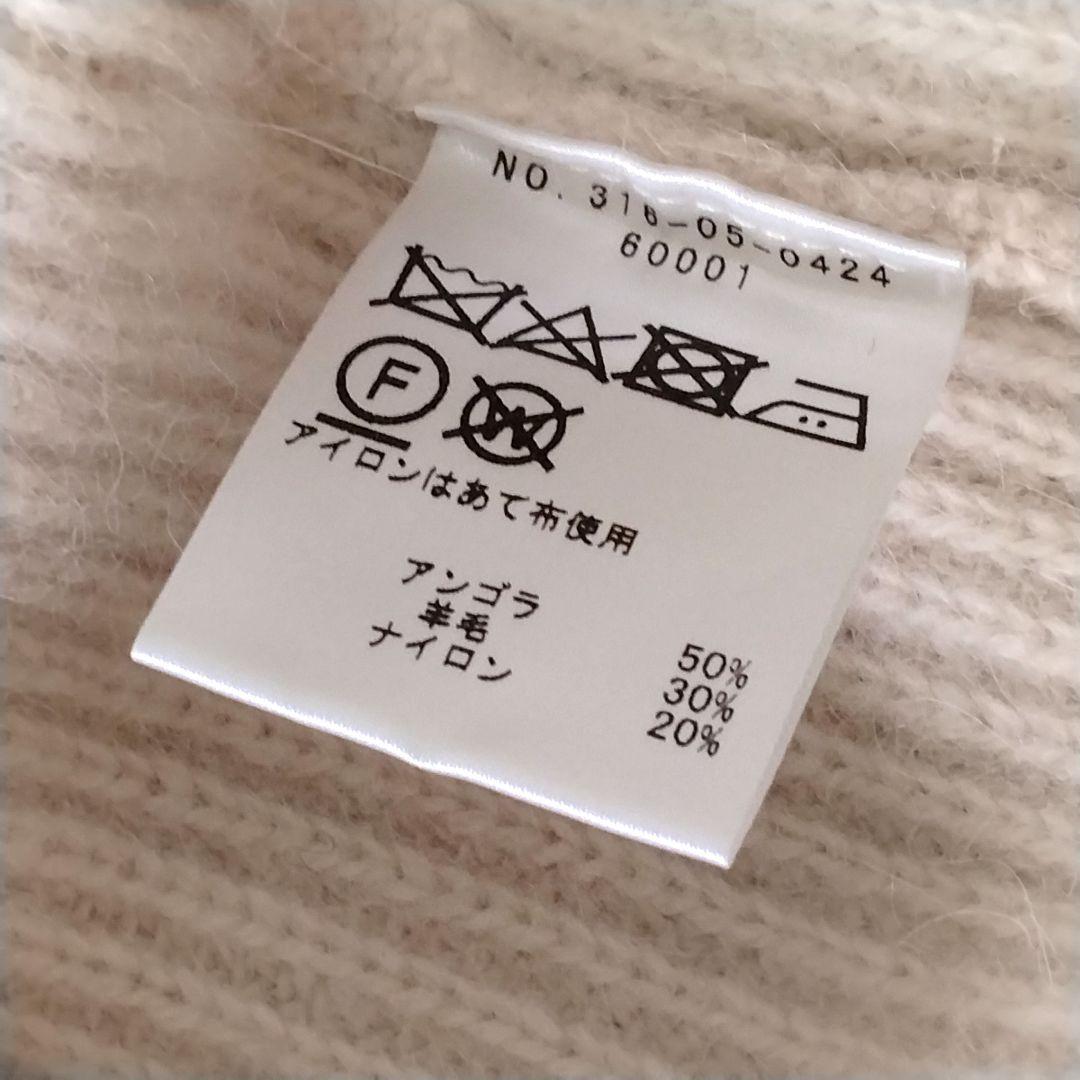 NO. 316-05-0424
60001
F
W
アイロンはあて布使用
アンゴラ 50%
羊毛 30%
ナイロン 20%